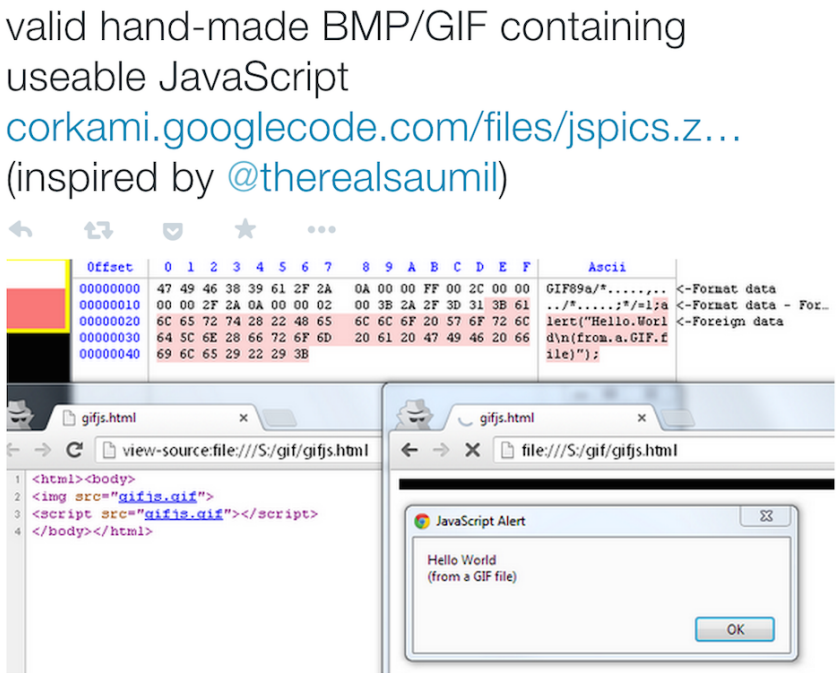 valid hand-made BMP/GIF containing
useable JavaScript
corkami.googlecode.com/files/jspics.z…
(inspired by @therealsaumil)
Offset 0 1 2 3 4 5 6 7 8 9 A B C D E F Ascii
00000000 47 49 46 38 39 61 2F 2A 0A 00 00 FF 00 2C 00 00 GIF89a/*.....,.. <-Format data
00000010 00 00 2F 2A 0A 00 00 02 00 3B 2A 2F 3D 31 3B 61 ../*.....;*/=1;a <-Format data - For…
00000020 6C 65 72 74 28 22 48 65 6C 6C 6F 20 57 6F 72 6C lert("Hello.Worl <-Foreign data
00000030 64 5C 6E 28 66 72 6F 6D 20 61 20 47 49 46 20 66 d\n(from.a.GIF.f
00000040 69 6C 65 29 22 29 3B ile)");
gifjs.html
view-source:file:///S:/gif/gifjs.html
1 <html><body>
2 <img src="gifjs.gif">
3 <script src="gifjs.gif"></script>
4 </body></html>
gifjs.html
file:///S:/gif/gifjs.html
JavaScript Alert
Hello World
(from a GIF file)
OK